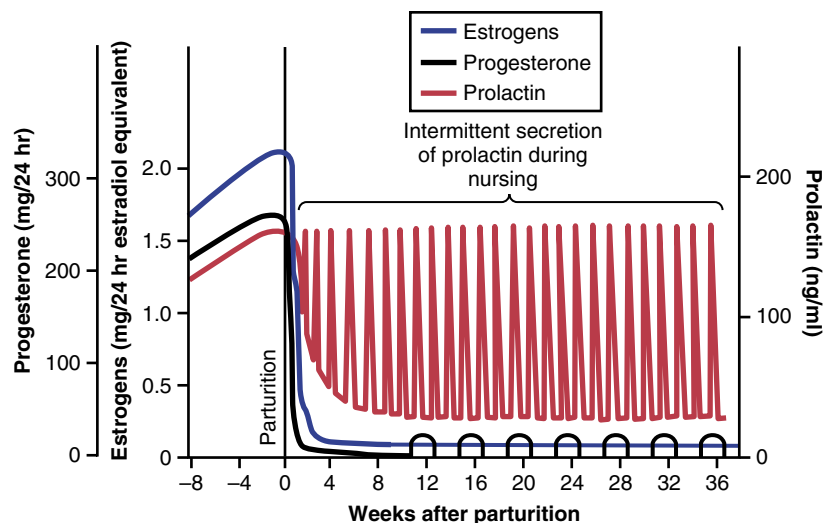 Estrogens
Progesterone
Prolactin
Intermittent secretion
of prolactin during
nursing
Progesterone (mg/24 hr)
300
200
100
0
Estrogens (mg/24 hr estradiol equivalent)
2.0
1.5
1.0
0.5
0
Parturition
200
100
0
Prolactin (ng/ml)
–8 –4 0 4 8 12 16 20 24 28 32 36
Weeks after parturition